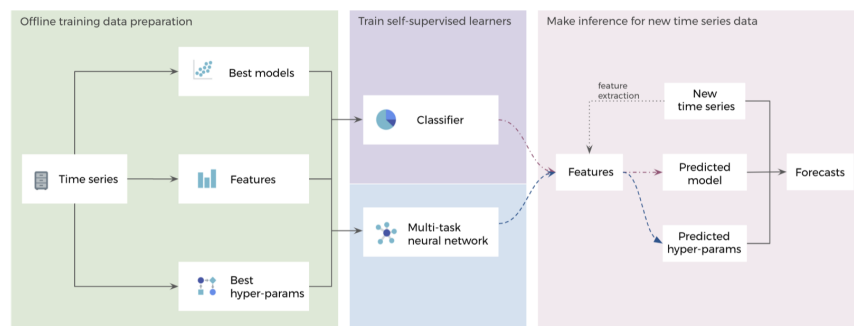 Offline training data preparation
Train self-supervised learners
Make inference for new time series data
Best models
Time series
Features
Best
hyper-params
Classifier
Multi-task
neural network
feature
extraction
New
time series
Features
Predicted
model
Forecasts
Predicted
hyper-params